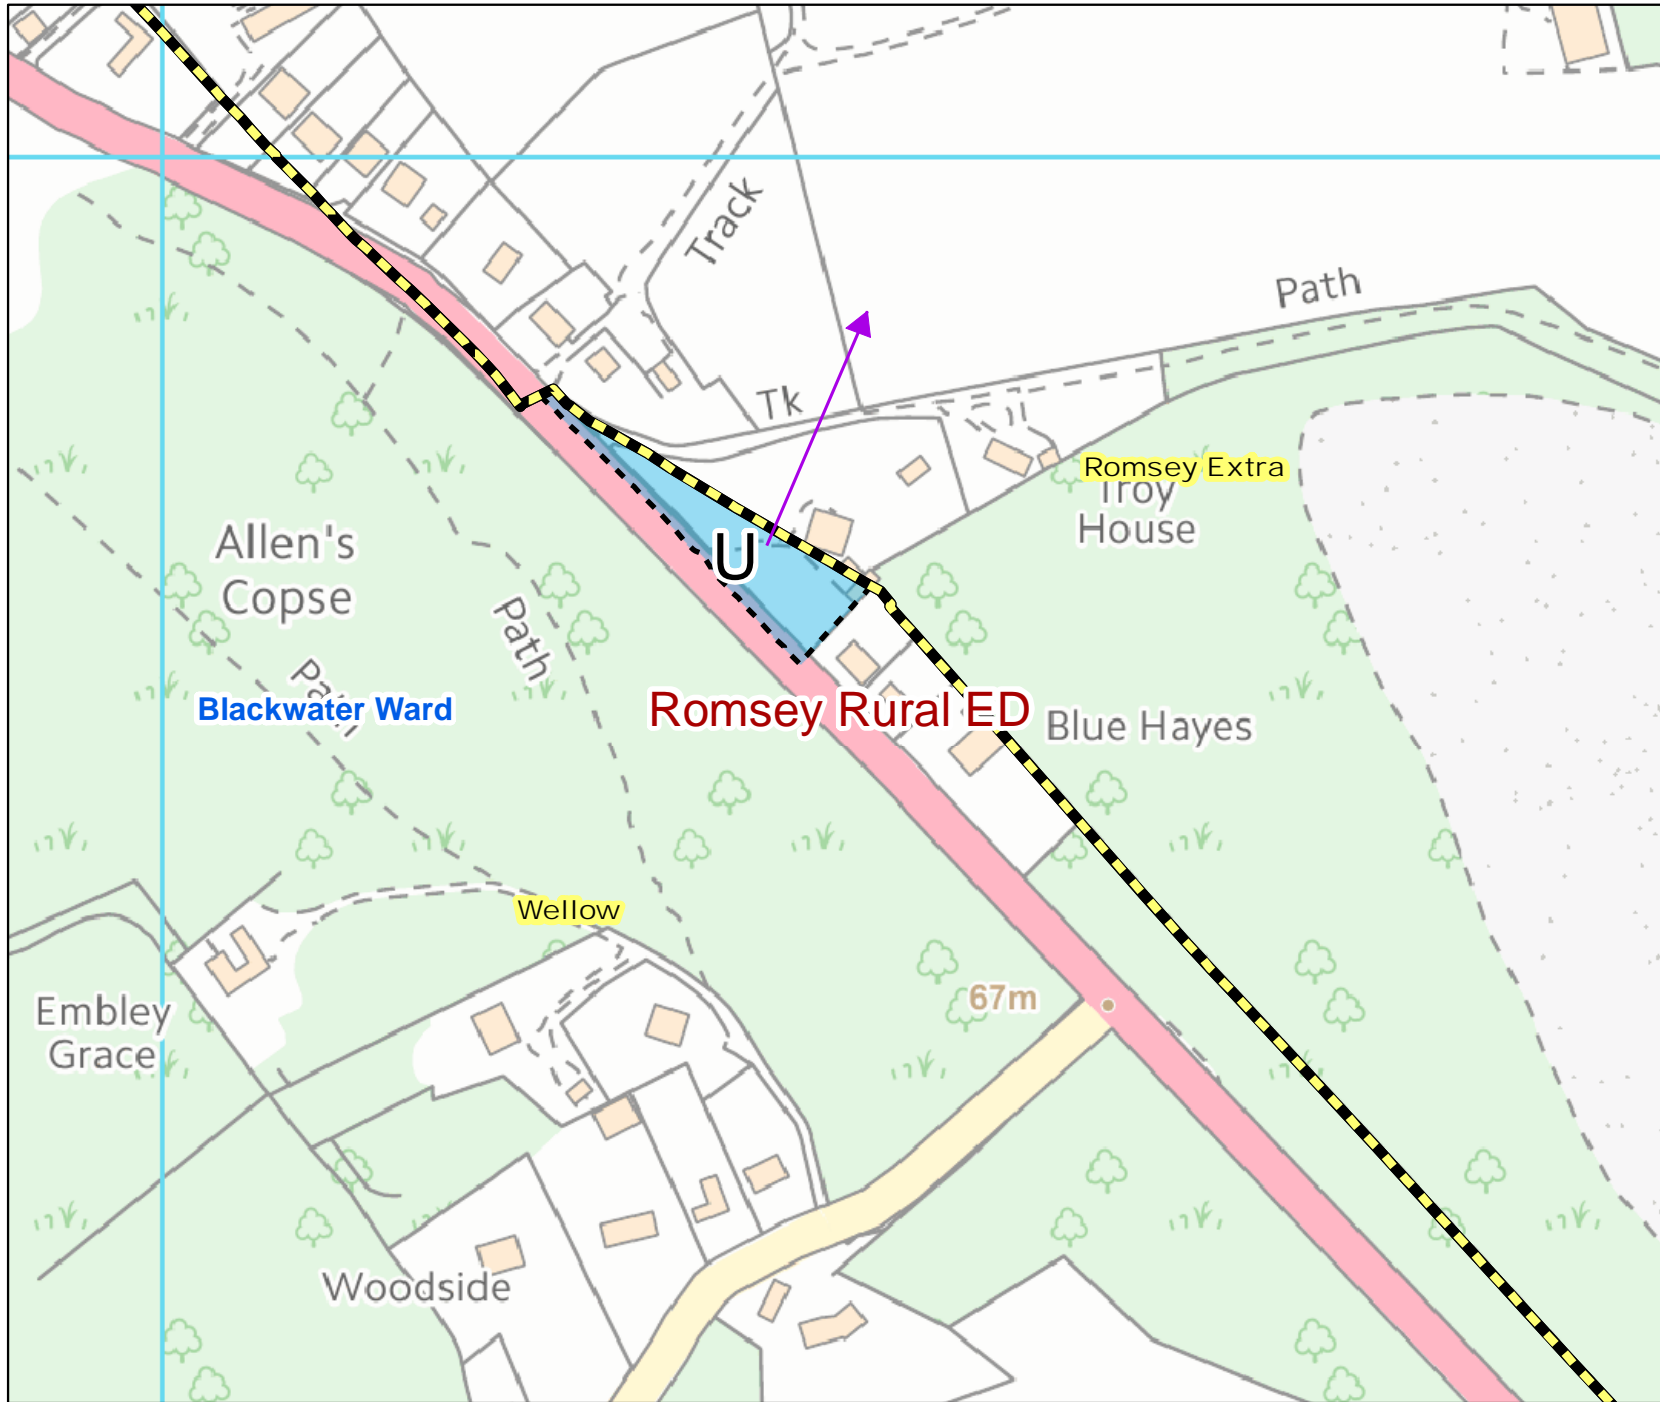 Track
Path
Tk
Romsey Extra
Troy
House
U
Allen's
Copse
Path
Path
Blackwater Ward
Romsey Rural ED
Blue Hayes
Wellow
67m
Embley
Grace
Woodside